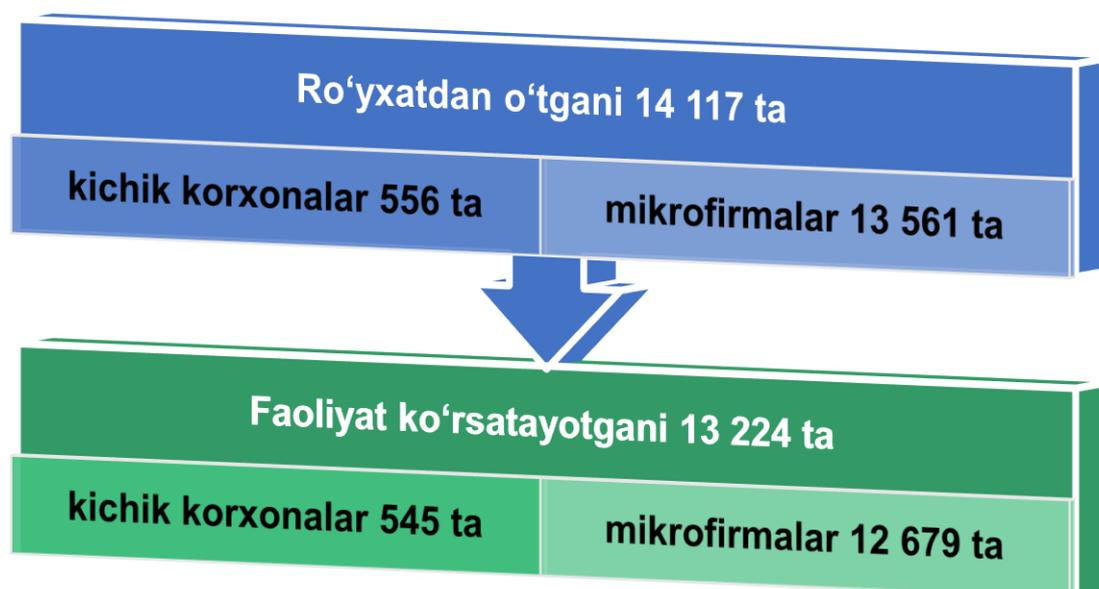 Ro‘yxatdan o‘tgani 14 117 ta
kichik korxonalar 556 ta
mikrofirmalar 13 561 ta
Faoliyat ko‘rsatayotgani 13 224 ta
kichik korxonalar 545 ta
mikrofirmalar 12 679 ta